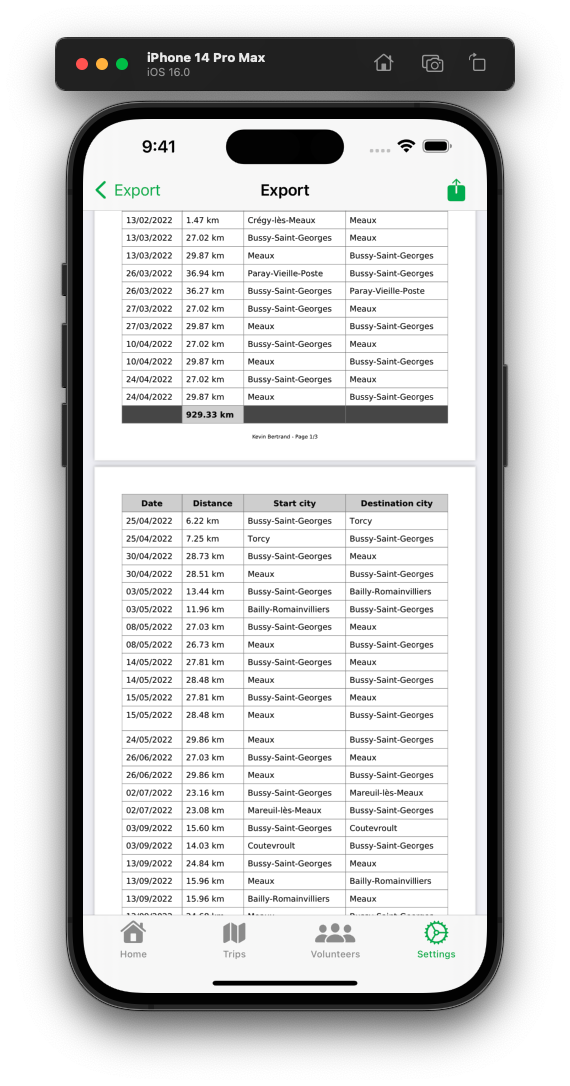 iPhone 14 Pro Max
iOS 16.0
9:41
Export Export
13/02/2022 1.47 km Crégy-lès-Meaux Meaux
13/03/2022 27.02 km Bussy-Saint-Georges Meaux
13/03/2022 29.87 km Meaux Bussy-Saint-Georges
26/03/2022 36.94 km Paray-Vieille-Poste Bussy-Saint-Georges
26/03/2022 36.27 km Bussy-Saint-Georges Paray-Vieille-Poste
27/03/2022 27.02 km Bussy-Saint-Georges Meaux
27/03/2022 29.87 km Meaux Bussy-Saint-Georges
10/04/2022 27.02 km Bussy-Saint-Georges Meaux
10/04/2022 29.87 km Meaux Bussy-Saint-Georges
24/04/2022 27.02 km Bussy-Saint-Georges Meaux
24/04/2022 29.87 km Meaux Bussy-Saint-Georges
929.33 km
Kevin Bertrand - Page 1/3
Date Distance Start city Destination city
25/04/2022 6.22 km Bussy-Saint-Georges Torcy
25/04/2022 7.25 km Torcy Bussy-Saint-Georges
30/04/2022 28.73 km Bussy-Saint-Georges Meaux
30/04/2022 28.51 km Meaux Bussy-Saint-Georges
03/05/2022 13.44 km Bussy-Saint-Georges Bailly-Romainvilliers
03/05/2022 11.96 km Bailly-Romainvilliers Bussy-Saint-Georges
08/05/2022 27.03 km Bussy-Saint-Georges Meaux
08/05/2022 26.73 km Meaux Bussy-Saint-Georges
14/05/2022 27.81 km Bussy-Saint-Georges Meaux
14/05/2022 28.48 km Meaux Bussy-Saint-Georges
15/05/2022 27.81 km Bussy-Saint-Georges Meaux
15/05/2022 28.48 km Meaux Bussy-Saint-Georges
24/05/2022 29.86 km Meaux Bussy-Saint-Georges
26/06/2022 27.03 km Bussy-Saint-Georges Meaux
26/06/2022 29.86 km Meaux Bussy-Saint-Georges
02/07/2022 23.16 km Bussy-Saint-Georges Mareuil-lès-Meaux
02/07/2022 23.08 km Mareuil-lès-Meaux Bussy-Saint-Georges
03/09/2022 15.60 km Bussy-Saint-Georges Coutevroult
03/09/2022 14.03 km Coutevroult Bussy-Saint-Georges
13/09/2022 24.84 km Bussy-Saint-Georges Meaux
13/09/2022 15.96 km Meaux Bailly-Romainvilliers
13/09/2022 15.96 km Bailly-Romainvilliers Meaux
Home Trips Volunteers Settings